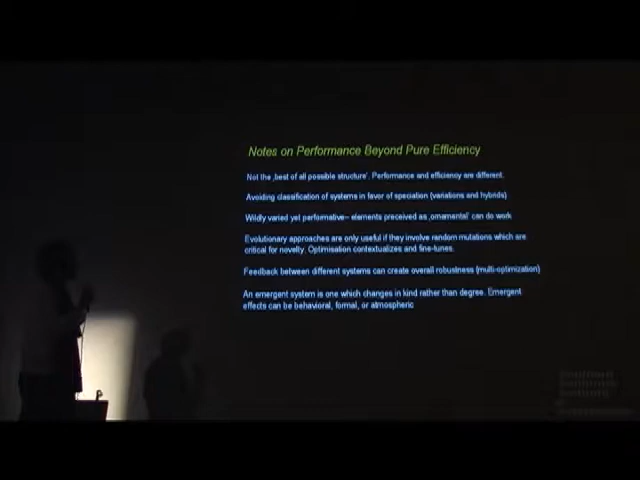 Notes on Performance Beyond Pure Efficiency
Not the ‚best of all possible structure'. Performance and efficiency are different.
Avoiding classification of systems in favor of speciation (variations and hybrids)
Wildly varied yet performative– elements preceived as ‚ornamental' can do work
Evolutionary approaches are only useful if they involve random mutations which are
critical for novelty. Optimisation contextualizes and fine-tunes.
Feedback between different systems can create overall robustness (multi-optimization)
An emergent system is one which changes in kind rather than degree. Emergent
effects can be behavioral, formal, or atmospheric